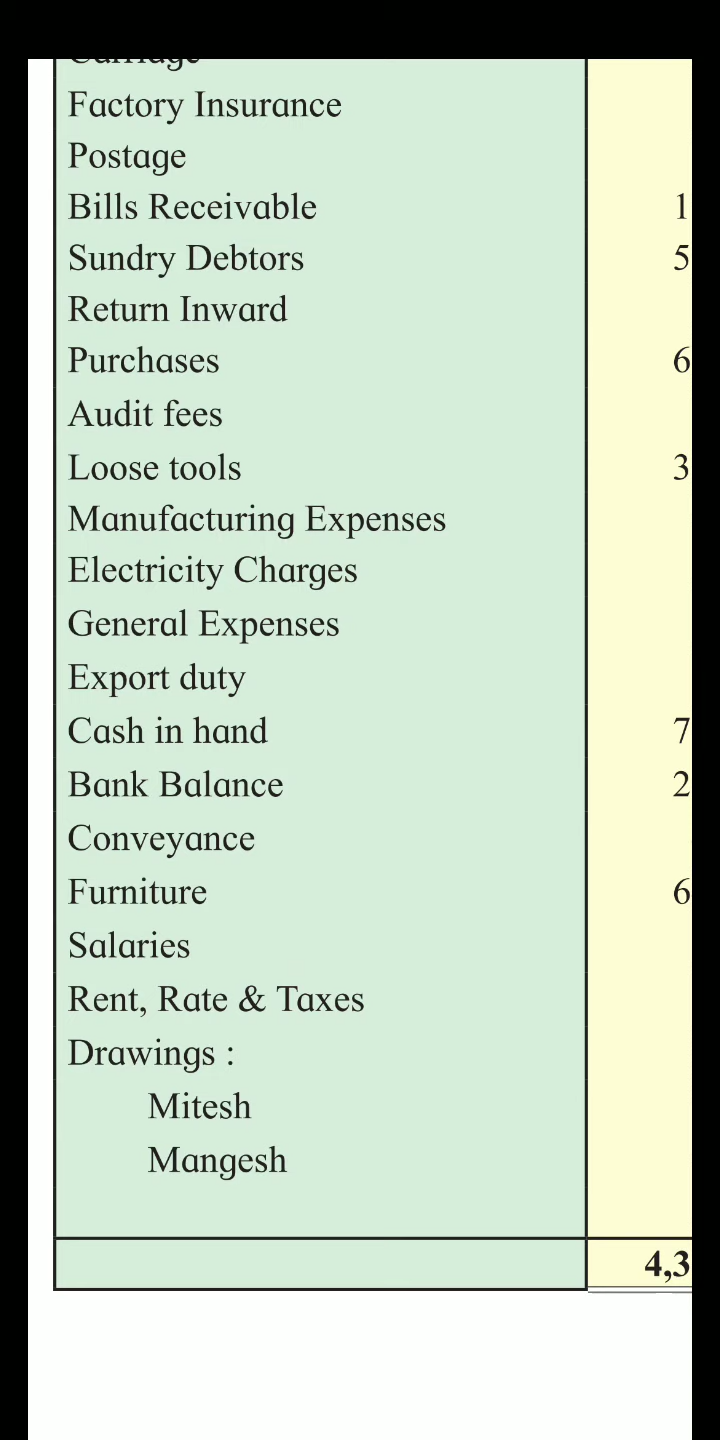 Carriage
Factory Insurance
Postage
Bills Receivable 1
Sundry Debtors 5
Return Inward
Purchases 6
Audit fees
Loose tools 3
Manufacturing Expenses
Electricity Charges
General Expenses
Export duty
Cash in hand 7
Bank Balance 2
Conveyance
Furniture 6
Salaries
Rent, Rate & Taxes
Drawings :
Mitesh
Mangesh
4,3